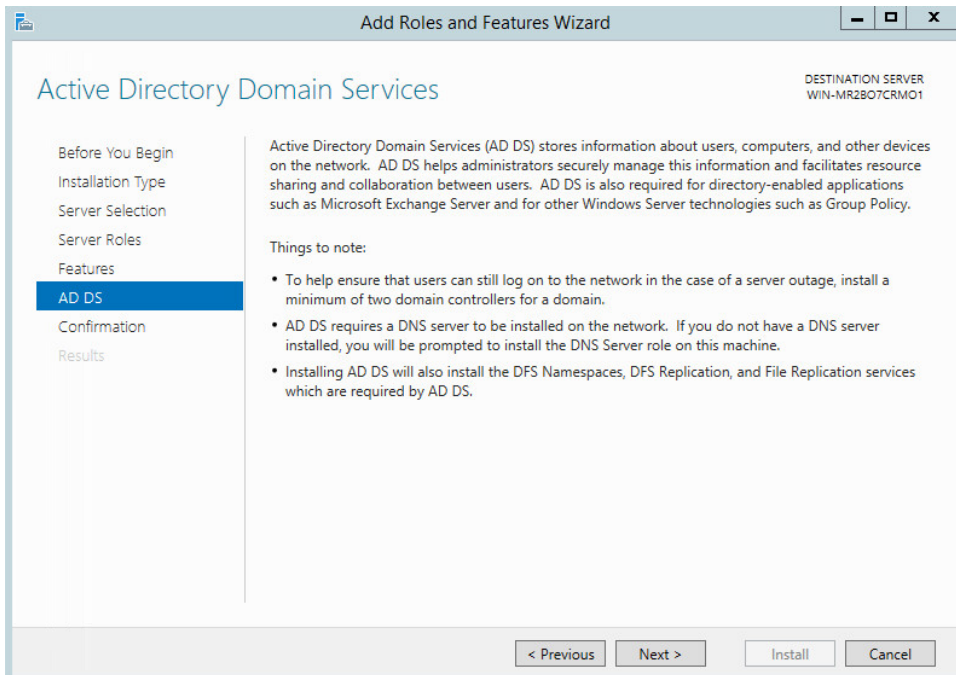 Add Roles and Features Wizard
Active Directory Domain Services
DESTINATION SERVER
WIN-MR2BO7CRMO1
Before You Begin
Installation Type
Server Selection
Server Roles
Features
AD DS
Confirmation
Results
Active Directory Domain Services (AD DS) stores information about users, computers, and other devices
on the network. AD DS helps administrators securely manage this information and facilitates resource
sharing and collaboration between users. AD DS is also required for directory-enabled applications
such as Microsoft Exchange Server and for other Windows Server technologies such as Group Policy.
Things to note:
• To help ensure that users can still log on to the network in the case of a server outage, install a
minimum of two domain controllers for a domain.
• AD DS requires a DNS server to be installed on the network. If you do not have a DNS server
installed, you will be prompted to install the DNS Server role on this machine.
• Installing AD DS will also install the DFS Namespaces, DFS Replication, and File Replication services
which are required by AD DS.
< Previous
Next >
Install
Cancel